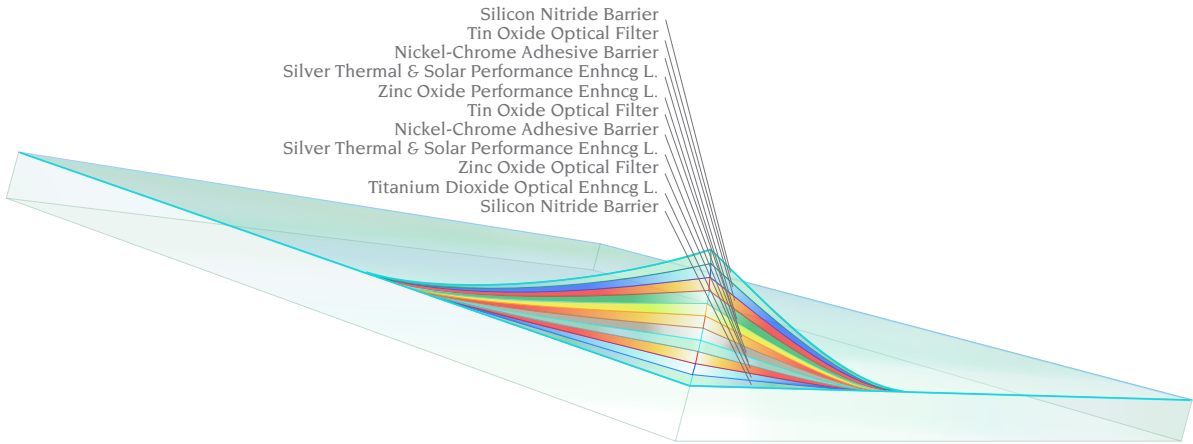 Silicon Nitride Barrier
Tin Oxide Optical Filter
Nickel-Chrome Adhesive Barrier
Silver Thermal & Solar Performance Enhncg L.
Zinc Oxide Performance Enhncg L.
Tin Oxide Optical Filter
Nickel-Chrome Adhesive Barrier
Silver Thermal & Solar Performance Enhncg L.
Zinc Oxide Optical Filter
Titanium Dioxide Optical Enhncg L.
Silicon Nitride Barrier